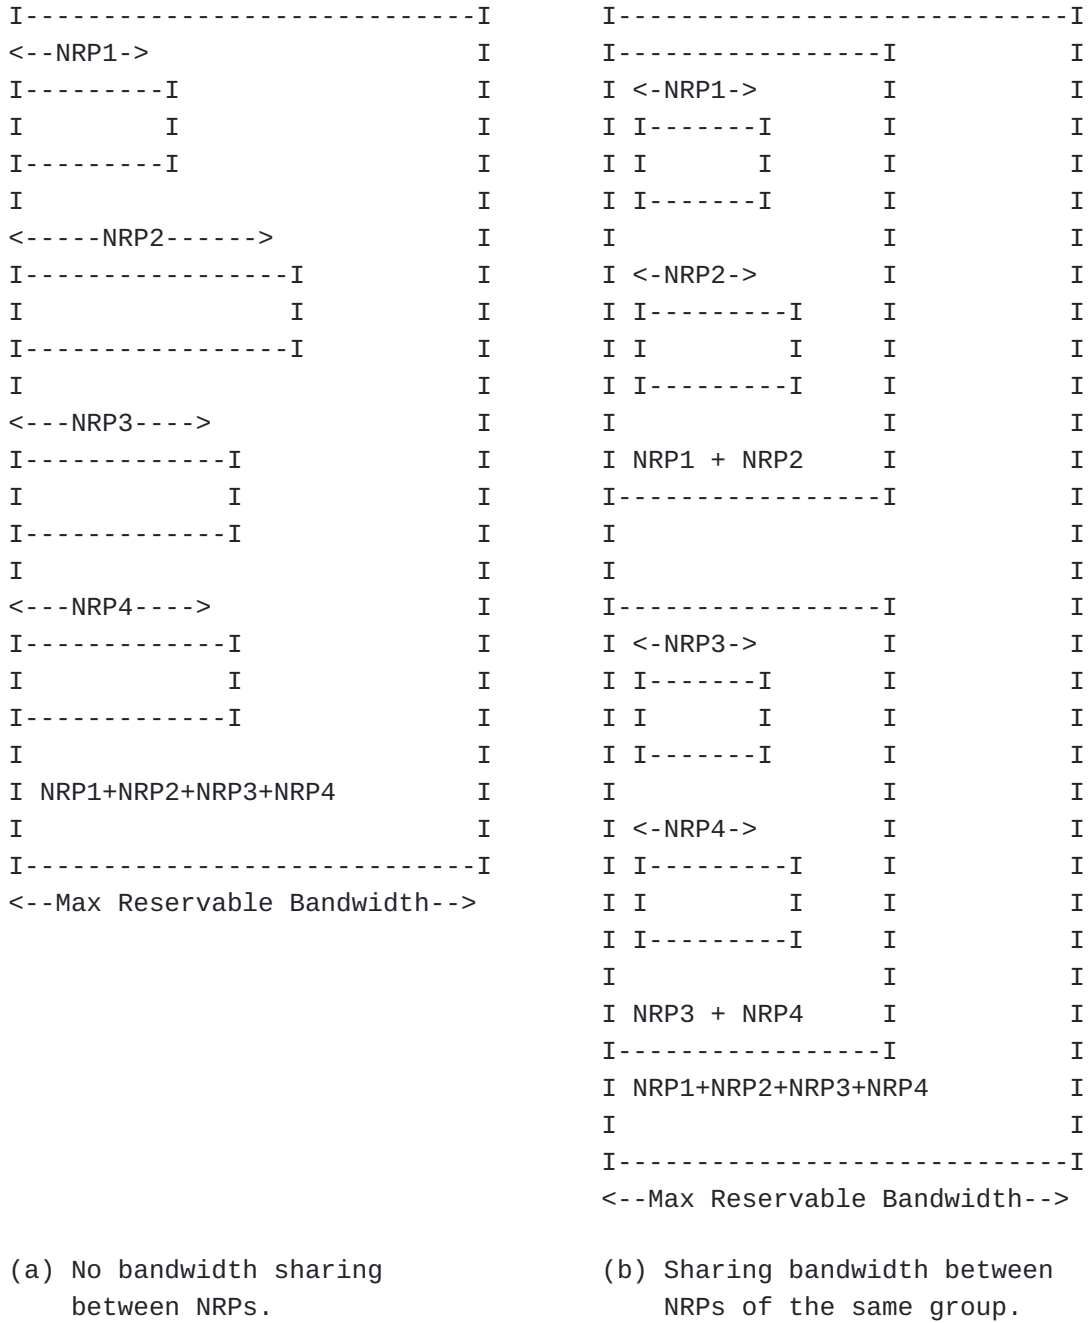 I-----------------------------I       I-----------------------------I
<--NRP1->                     I       I-----------------I           I
I---------I                   I       I <-NRP1->        I           I
I         I                   I       I I-------I       I           I
I---------I                   I       I I       I       I           I
I                             I       I I-------I       I           I
<-----NRP2------>             I       I                 I           I
I-----------------I           I       I <-NRP2->        I           I
I                 I           I       I I---------I     I           I
I-----------------I           I       I I         I     I           I
I                             I       I I---------I     I           I
<---NRP3---->                 I       I                 I           I
I-------------I               I       I NRP1 + NRP2     I           I
I             I               I       I-----------------I           I
I-------------I               I       I                             I
I                             I       I                             I
<---NRP4---->                 I       I-----------------I           I
I-------------I               I       I <-NRP3->        I           I
I             I               I       I I-------I       I           I
I-------------I               I       I I       I       I           I
I                             I       I I-------I       I           I
I NRP1+NRP2+NRP3+NRP4         I       I                 I           I
I                             I       I <-NRP4->        I           I
I-----------------------------I       I I---------I     I           I
<--Max Reservable Bandwidth-->        I I         I     I           I
                                      I I---------I     I           I
                                      I                 I           I
                                      I NRP3 + NRP4     I           I
                                      I-----------------I           I
                                      I NRP1+NRP2+NRP3+NRP4         I
                                      I                             I
                                      I-----------------------------I
                                      <--Max Reservable Bandwidth-->
(a) No bandwidth sharing              (b) Sharing bandwidth between
    between NRPs.                         NRPs of the same group.